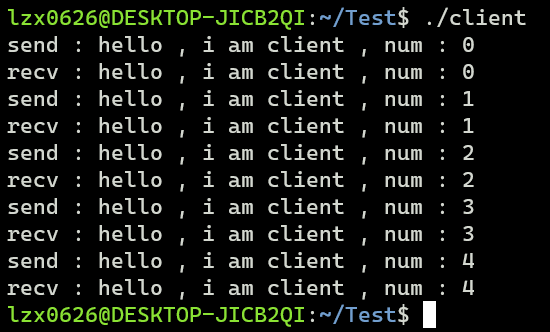 lzx0626@DESKTOP-JICB2QI:~/Test$ ./client
send : hello , i am client , num : 0
recv : hello , i am client , num : 0
send : hello , i am client , num : 1
recv : hello , i am client , num : 1
send : hello , i am client , num : 2
recv : hello , i am client , num : 2
send : hello , i am client , num : 3
recv : hello , i am client , num : 3
send : hello , i am client , num : 4
recv : hello , i am client , num : 4
lzx0626@DESKTOP-JICB2QI:~/Test$